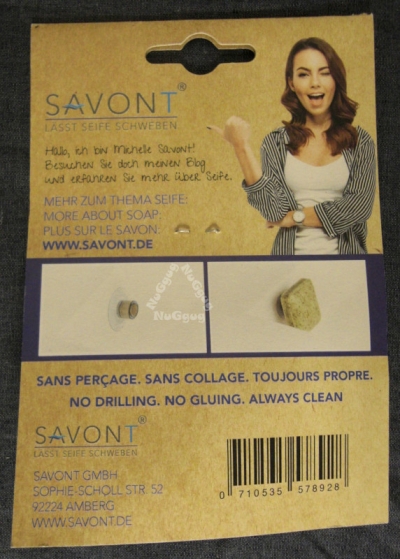 SAVONT®
LÄSST SEIFE SCHWEBEN
Hallo, ich bin Michelle Savont!
Besuchen Sie doch meinen Blog
und erfahren Sie mehr über Seife.
MEHR ZUM THEMA SEIFE:
MORE ABOUT SOAP:
PLUS SUR LE SAVON:
WWW.SAVONT.DE
NuGgug
NuGgug
NuGgug
SANS PERÇAGE. SANS COLLAGE. TOUJOURS PROPRE.
NO DRILLING. NO GLUING. ALWAYS CLEAN
SAVONT®
LÄSST SEIFE SCHWEBEN
SAVONT GMBH
SOPHIE-SCHOLL STR. 52
92224 AMBERG
WWW.SAVONT.DE
0 710535 578928